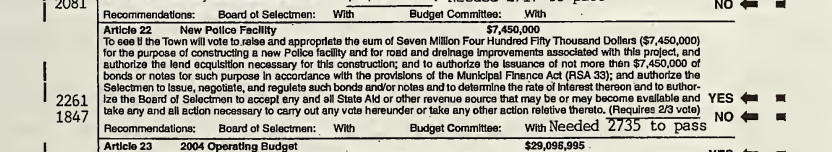 2081
Needed 2717 to pass
NO
Recommendations: Board of Selectmen: With Budget Committee: With
Article 22 New Police Facility $7,450,000
To see if the Town will vote to raise and appropriate the sum of Seven Million Four Hundred Fifty Thousand Dollars ($7,450,000)
for the purpose of constructing a new Police facility and for road and drainage improvements associated with this project, and
authorize the land acquisition necessary for this construction; and to authorize the issuance of not more than $7,450,000 of
bonds or notes for such purpose in accordance with the provisions of the Municipal Finance Act (RSA 33); and authorize the
Selectmen to issue, negotiate, and regulate such bonds and/or notes and to determine the rate of interest thereon and to author-
2261 ize the Board of Selectmen to accept any and all State Aid or other revenue source that may be or may become available and YES
1847 take any and all action necessary to carry out any vote hereunder or take any other action relative thereto. (Requires 2/3 vote) NO
Recommendations: Board of Selectmen: With Budget Committee: With Needed 2735 to pass
Article 23 2004 Operating Budget $29,096,995